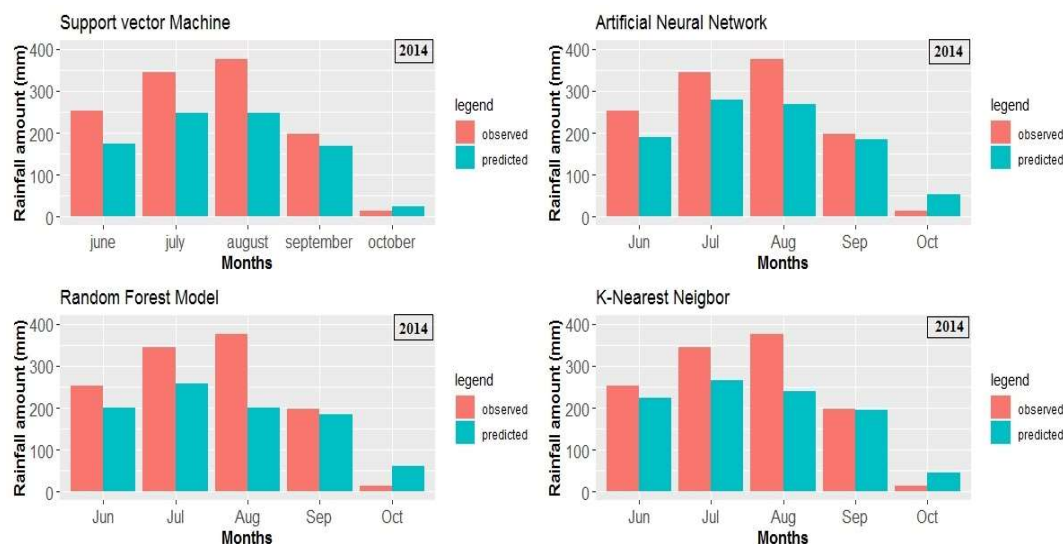 Support vector Machine
2014
Rainfall amount (mm)
400
300
200
100
0
june july august september october
Months
legend
observed
predicted
Artificial Neural Network
2014
Rainfall amount (mm)
400
300
200
100
0
Jun Jul Aug Sep Oct
Months
legend
observed
predicted
Random Forest Model
2014
Rainfall amount (mm)
400
300
200
100
0
Jun Jul Aug Sep Oct
Months
legend
observed
predicted
K-Nearest Neigbor
2014
Rainfall amount (mm)
400
300
200
100
0
Jun Jul Aug Sep Oct
Months
legend
observed
predicted